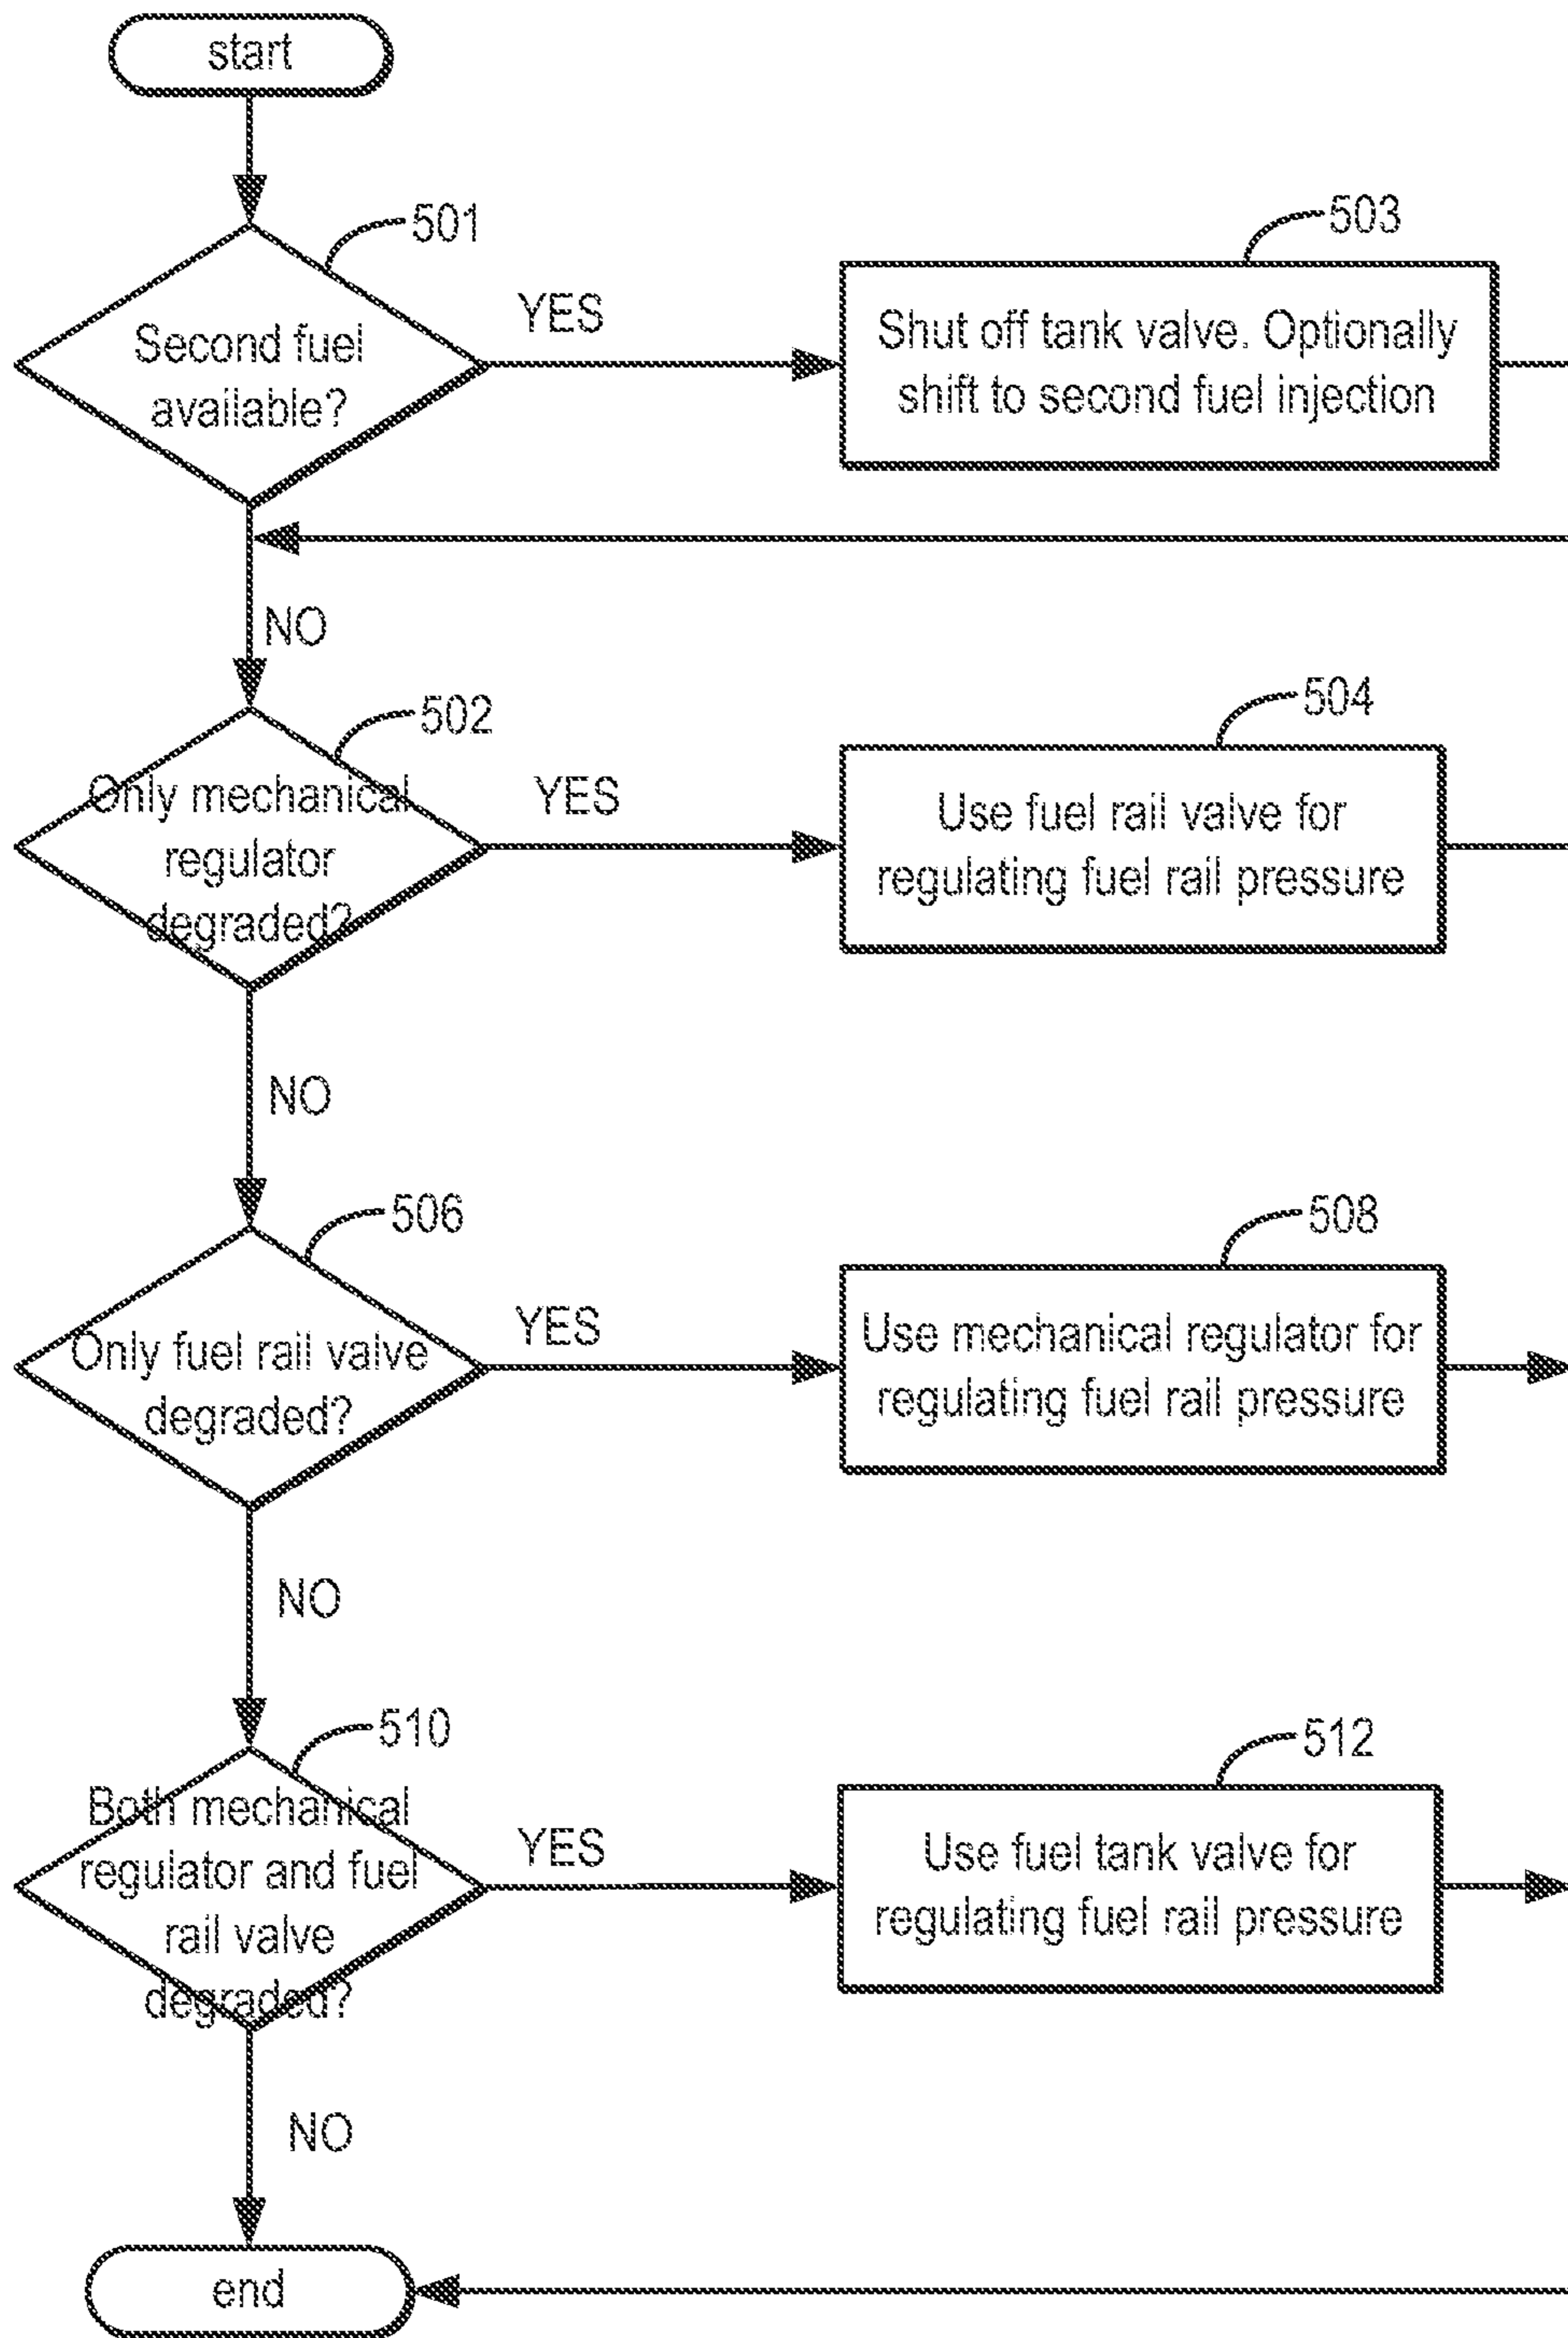 start
501
Second fuel
available?
YES
503
Shut off tank valve. Optionally
shift to second fuel injection
NO
502
Only mechanical
regulator
degraded?
YES
504
Use fuel rail valve for
regulating fuel rail pressure
NO
506
Only fuel rail valve
degraded?
YES
508
Use mechanical regulator for
regulating fuel rail pressure
NO
510
Both mechanical
regulator and fuel
rail valve
degraded?
YES
512
Use fuel tank valve for
regulating fuel rail pressure
NO
end